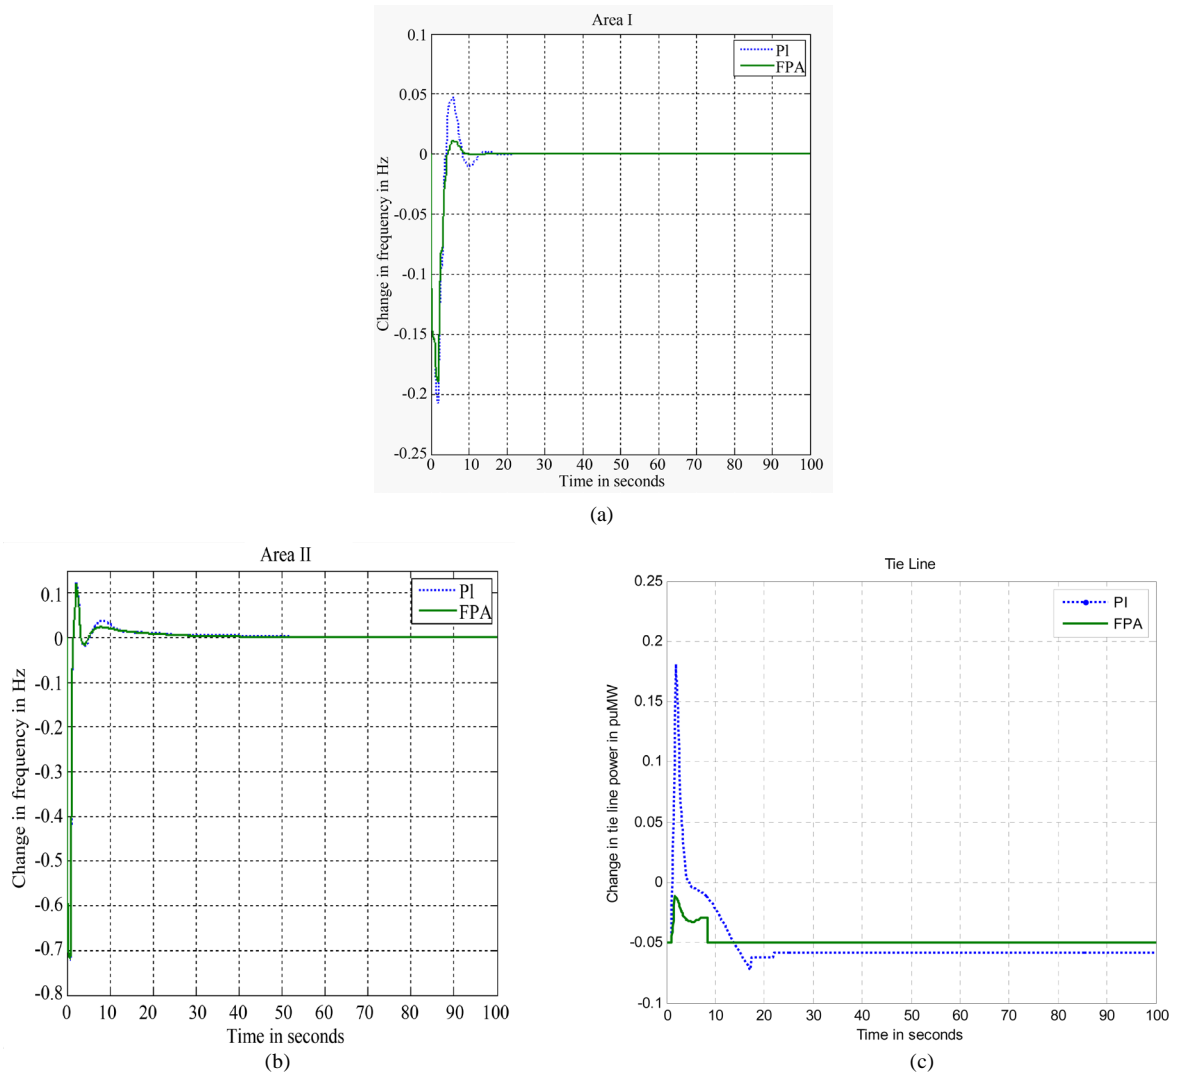 Area I
0.1
0.05
0
-0.05
-0.1
-0.15
-0.2
-0.25
Change in frequency in Hz
PI
FPA
0 10 20 30 40 50 60 70 80 90 100
Time in seconds
(a)
Area II
0.1
0
-0.1
-0.2
-0.3
-0.4
-0.5
-0.6
-0.7
-0.8
Change in frequency in Hz
PI
FPA
0 10 20 30 40 50 60 70 80 90 100
Time in seconds
(b)
Tie Line
0.25
0.2
0.15
0.1
0.05
0
-0.05
-0.1
Change in tie line power in puMW
PI
FPA
0 10 20 30 40 50 60 70 80 90 100
Time in seconds
(c)